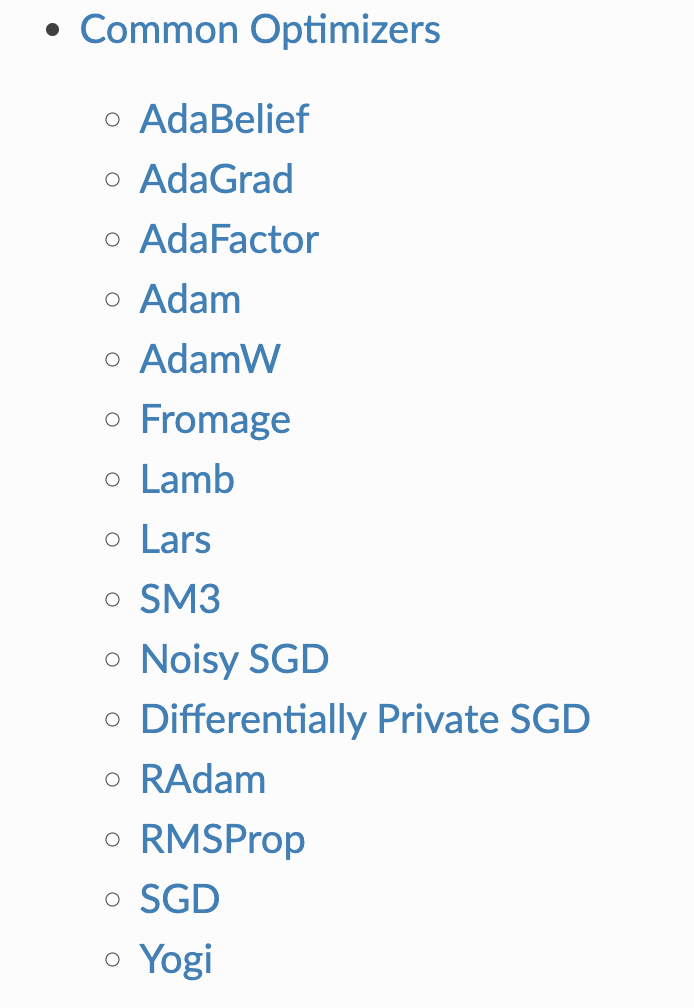 Common Optimizers
AdaBelief
AdaGrad
AdaFactor
Adam
AdamW
Fromage
Lamb
Lars
SM3
Noisy SGD
Differentially Private SGD
RAdam
RMSProp
SGD
Yogi